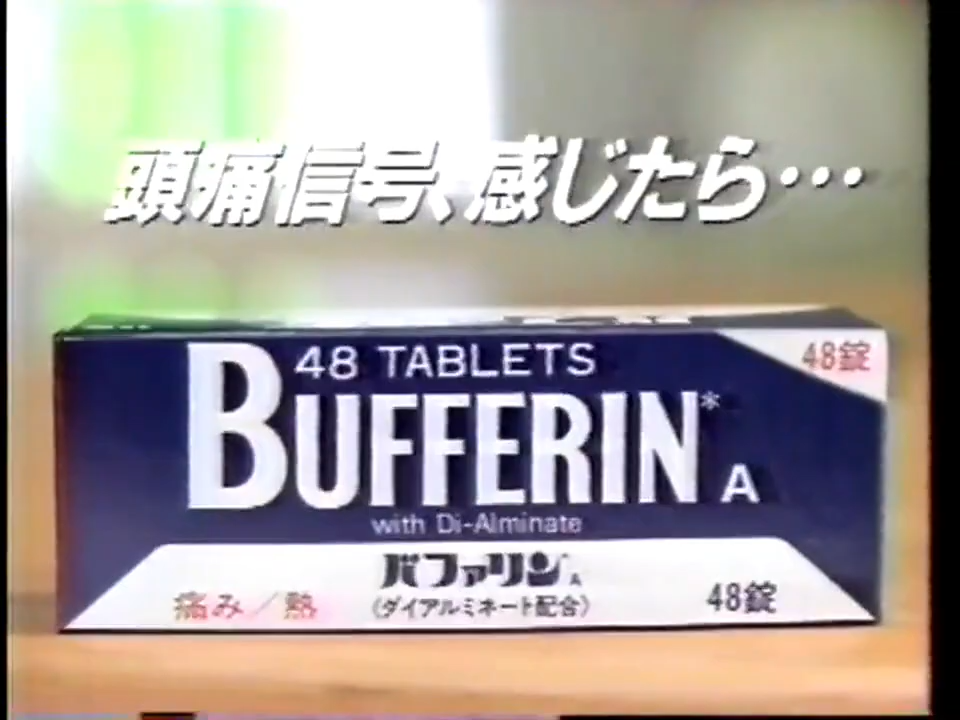 頭痛信号、感じたら…
48 TABLETS
48錠
BUFFERIN*A
with Di-Alminate
バファリンA
痛み／熱
(ダイアルミネート配合)
48錠